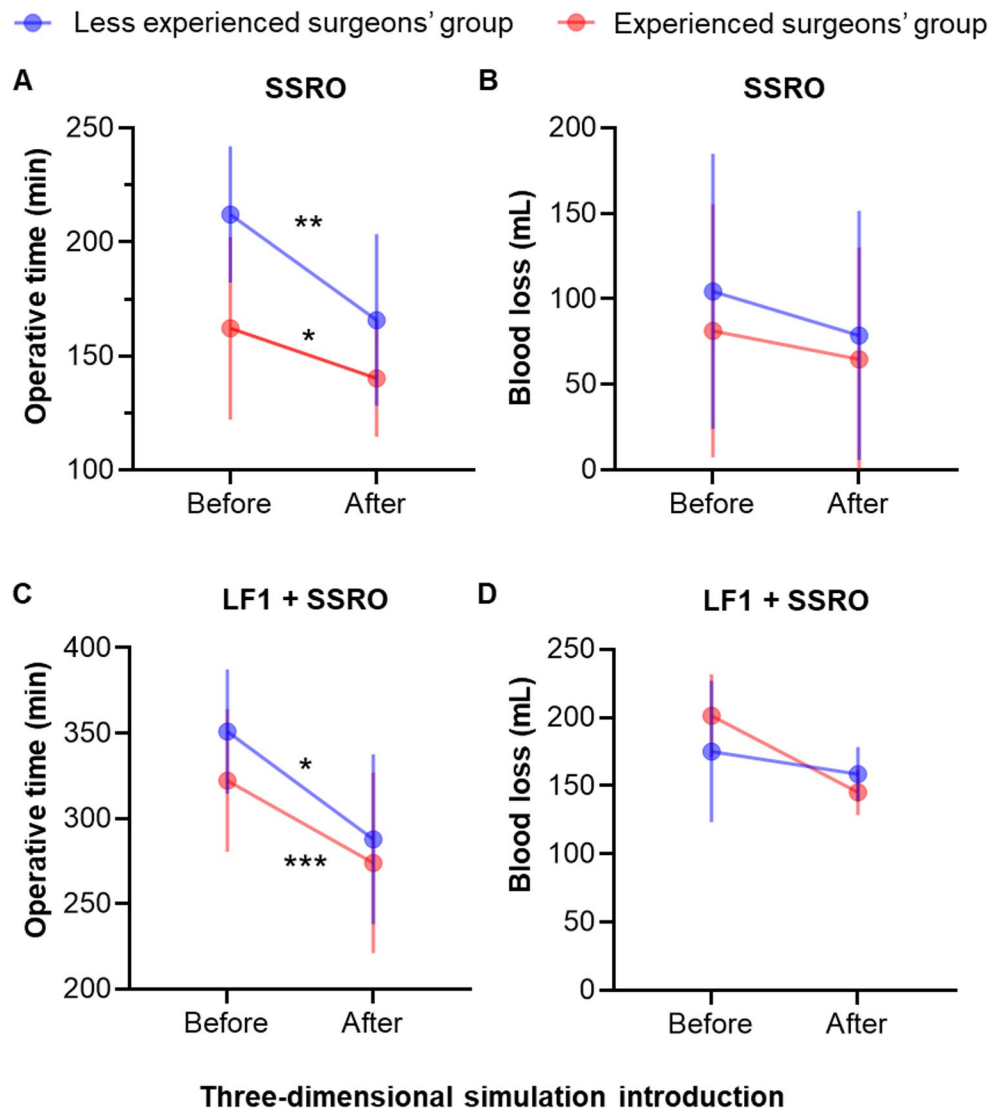 Less experienced surgeons’ group Experienced surgeons’ group
A SSRO
Operative time (min)
250
200
150
100
Before After
**
*
B SSRO
Blood loss (mL)
200
150
100
50
0
Before After
C LF1 + SSRO
Operative time (min)
400
350
300
250
200
Before After
*
***
D LF1 + SSRO
Blood loss (mL)
250
200
150
100
50
0
Before After
Three-dimensional simulation introduction